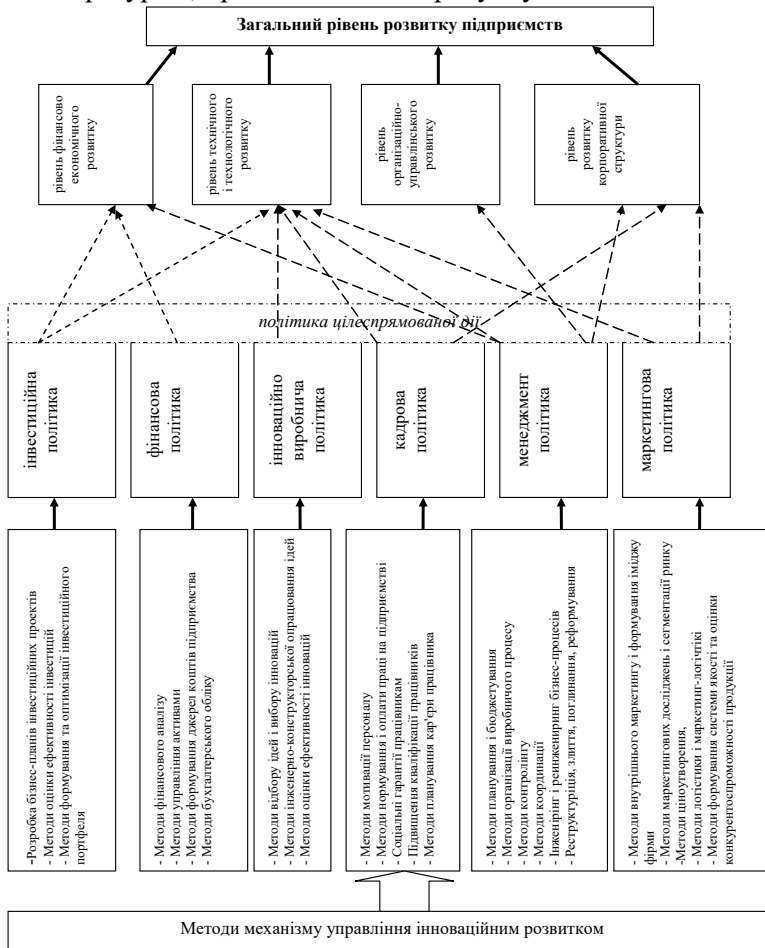 Загальний рівень розвитку підприємств
рівень фінансово
економічного
розвитку
рівень технічного
і технологічного
розвитку
рівень
організаційно-
управлінського
розвитку
рівень
розвитку
корпоративної
структури
політика цілеспрямованої дії
інвестиційна
політика
фінансова
політика
інноваційно
виробнича
політика
кадрова
політика
менеджмент
політика
маркетингова
політика
-Розробка бізнес-планів інвестиційних проектів
- Методи оцінки ефективності інвестицій
- Методи формування та оптимізації інвестиційного
портфеля
- Методи фінансового аналізу
- Методи управління активами
- Методи формування джерел коштів підприємства
- Методи бухгалтерського обліку
- Методи відбору ідей і вибору інновацій
- Методи інженерно-конструкторської опрацювання ідей
- Методи оцінки ефективності інновацій
- Методи мотивації персоналу
- Методи нормування і оплати праці на підприємстві
- Соціальні гарантії працівникам
- Підвищення кваліфікації працівників
- Методи планування кар'єри працівника
- Методи планування і бюджетування
- Методи організації виробничого процесу
- Методи контролінгу
- Методи координації
- Інженірінг і реинжениринг бізнес-процесів
- Реструктуріція, злиття, поглинання, реформування
- Методи внутрішнього маркетингу і формування іміджу
фірми
- Методи маркетингових досліджень і сегментації ринку
-Методи ціноутворення,
- Методи логістики і маркетинг-логічтікі
- Методи формування системи якості та оцінки
конкурентоспроможності продукції
Методи механізму управління інноваційним розвитком